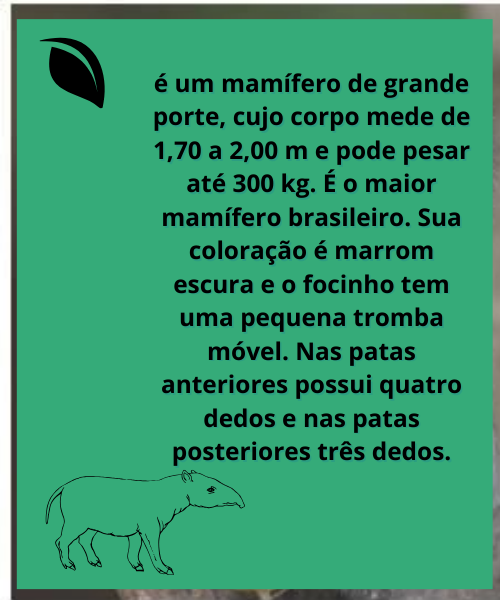 é um mamífero de grande
porte, cujo corpo mede de
1,70 a 2,00 m e pode pesar
até 300 kg. É o maior
mamífero brasileiro. Sua
coloração é marrom
escura e o focinho tem
uma pequena tromba
móvel. Nas patas
anteriores possui quatro
dedos e nas patas
posteriores três dedos.